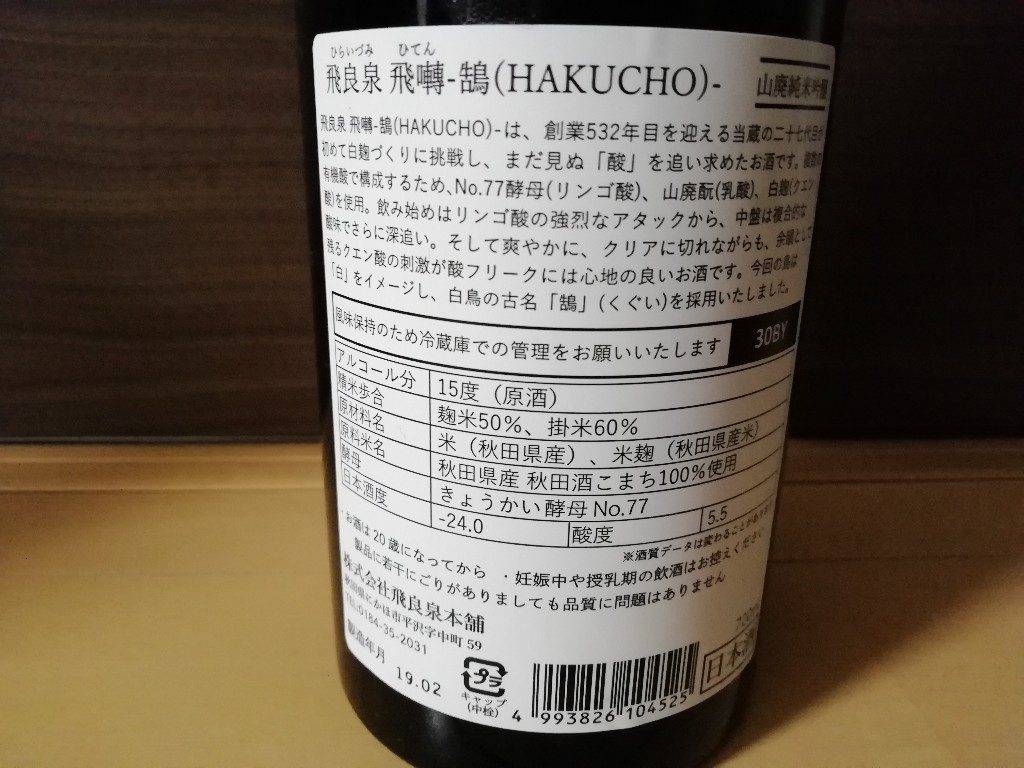 ひらいづみ ひてん
飛良泉 飛囀-鵠(HAKUCHO)-
山廃純米吟醸
飛良泉 飛囀-鵠(HAKUCHO)-は、創業532年目を迎える当蔵の二十七代目が
初めて白麹づくりに挑戦し、まだ見ぬ「酸」を追い求めたお酒です。複数の
有機酸で構成するため、No.77酵母(リンゴ酸)、山廃酛(乳酸)、白麹(クエン
酸)を使用。飲み始めはリンゴ酸の強烈なアタックから、中盤は複合的な
酸味でさらに深追い。そして爽やかに、クリアに切れながらも、余韻として
残るクエン酸の刺激が酸フリークには心地の良いお酒です。今回の鳥は
「白」をイメージし、白鳥の古名「鵠」(くぐい)を採用いたしました。
風味保持のため冷蔵庫での管理をお願いいたします 30BY
アルコール分 15度(原酒)
精米歩合 麹米50%、掛米60%
原材料名 米(秋田県産)、米麹(秋田県産米)
原料米名 秋田県産 秋田酒こまち100%使用
酵母 きょうかい酵母 No.77
日本酒度 -24.0 酸度 5.5
※酒質データは変わることがあります
・お酒は20歳になってから ・妊娠中や授乳期の飲酒はお控えください
製品に若干にごりがありましても品質に問題はありません
株式会社飛良泉本舗
秋田県にかほ市平沢字中町59
TEL.0184-35-2031
製造年月 19.02
プラ
キャップ
(中栓)
4 993826 104525
日本酒